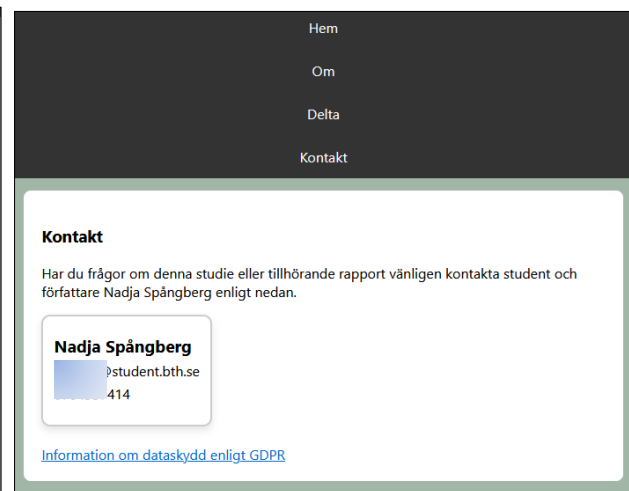 Hem
Om
Delta
Kontakt
Kontakt
Har du frågor om denna studie eller tillhörande rapport vänligen kontakta student och
författare Nadja Spångberg enligt nedan.
Nadja Spångberg
@student.bth.se
414
Information om dataskydd enligt GDPR